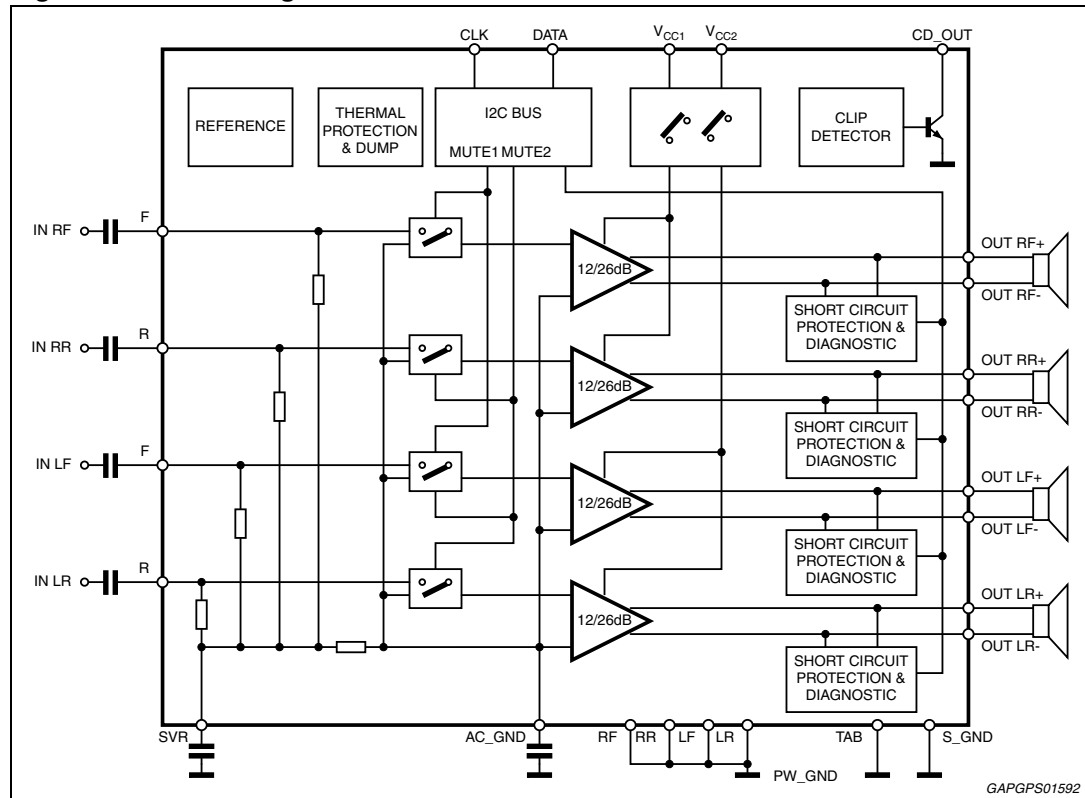 CLK DATA VCC1 VCC2 CD_OUT
REFERENCE
THERMAL
PROTECTION
& DUMP
I2C BUS
MUTE1 MUTE2
CLIP
DETECTOR
IN RF F
12/26dB
OUT RF+
OUT RF-
SHORT CIRCUIT
PROTECTION &
DIAGNOSTIC
IN RR R
12/26dB
OUT RR+
OUT RR-
SHORT CIRCUIT
PROTECTION &
DIAGNOSTIC
IN LF F
12/26dB
OUT LF+
OUT LF-
SHORT CIRCUIT
PROTECTION &
DIAGNOSTIC
IN LR R
12/26dB
OUT LR+
OUT LR-
SHORT CIRCUIT
PROTECTION &
DIAGNOSTIC
SVR AC_GND RF RR LF LR TAB S_GND
PW_GND
GAPGPS01592